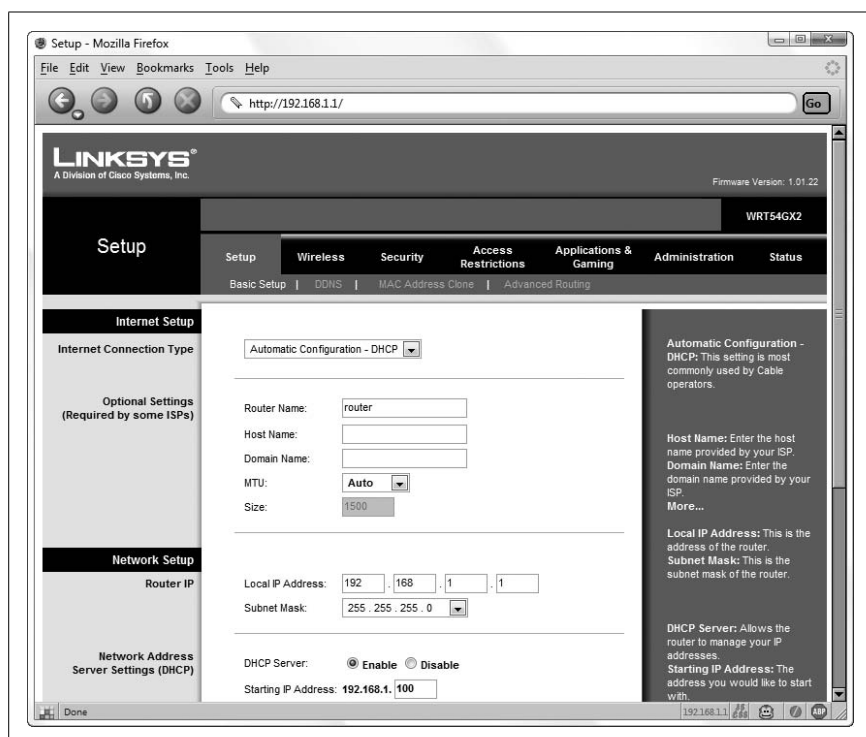 Setup - Mozilla Firefox
File Edit View Bookmarks Tools Help
http://192.168.1.1/ Go
LINKSYS®
A Division of Cisco Systems, Inc.
Firmware Version: 1.01.22
WRT54GX2
Setup
Setup Wireless Security Access Restrictions Applications & Gaming Administration Status
Basic Setup | DDNS | MAC Address Clone | Advanced Routing
Internet Setup
Internet Connection Type
Automatic Configuration - DHCP
Optional Settings
(Required by some ISPs)
Router Name: router
Host Name:
Domain Name:
MTU: Auto
Size: 1500
Network Setup
Router IP
Local IP Address: 192 . 168 . 1 . 1
Subnet Mask: 255 . 255 . 255 . 0
Network Address
Server Settings (DHCP)
DHCP Server: Enable Disable
Starting IP Address: 192.168.1. 100
Automatic Configuration -
DHCP: This setting is most
commonly used by Cable
operators.
Host Name: Enter the host
name provided by your ISP.
Domain Name: Enter the
domain name provided by your
ISP.
More...
Local IP Address: This is the
address of the router.
Subnet Mask: This is the
subnet mask of the router.
DHCP Server: Allows the
router to manage your IP
addresses.
Starting IP Address: The
address you would like to start
with.
Done
192.168.1.1 JS CSS ABP